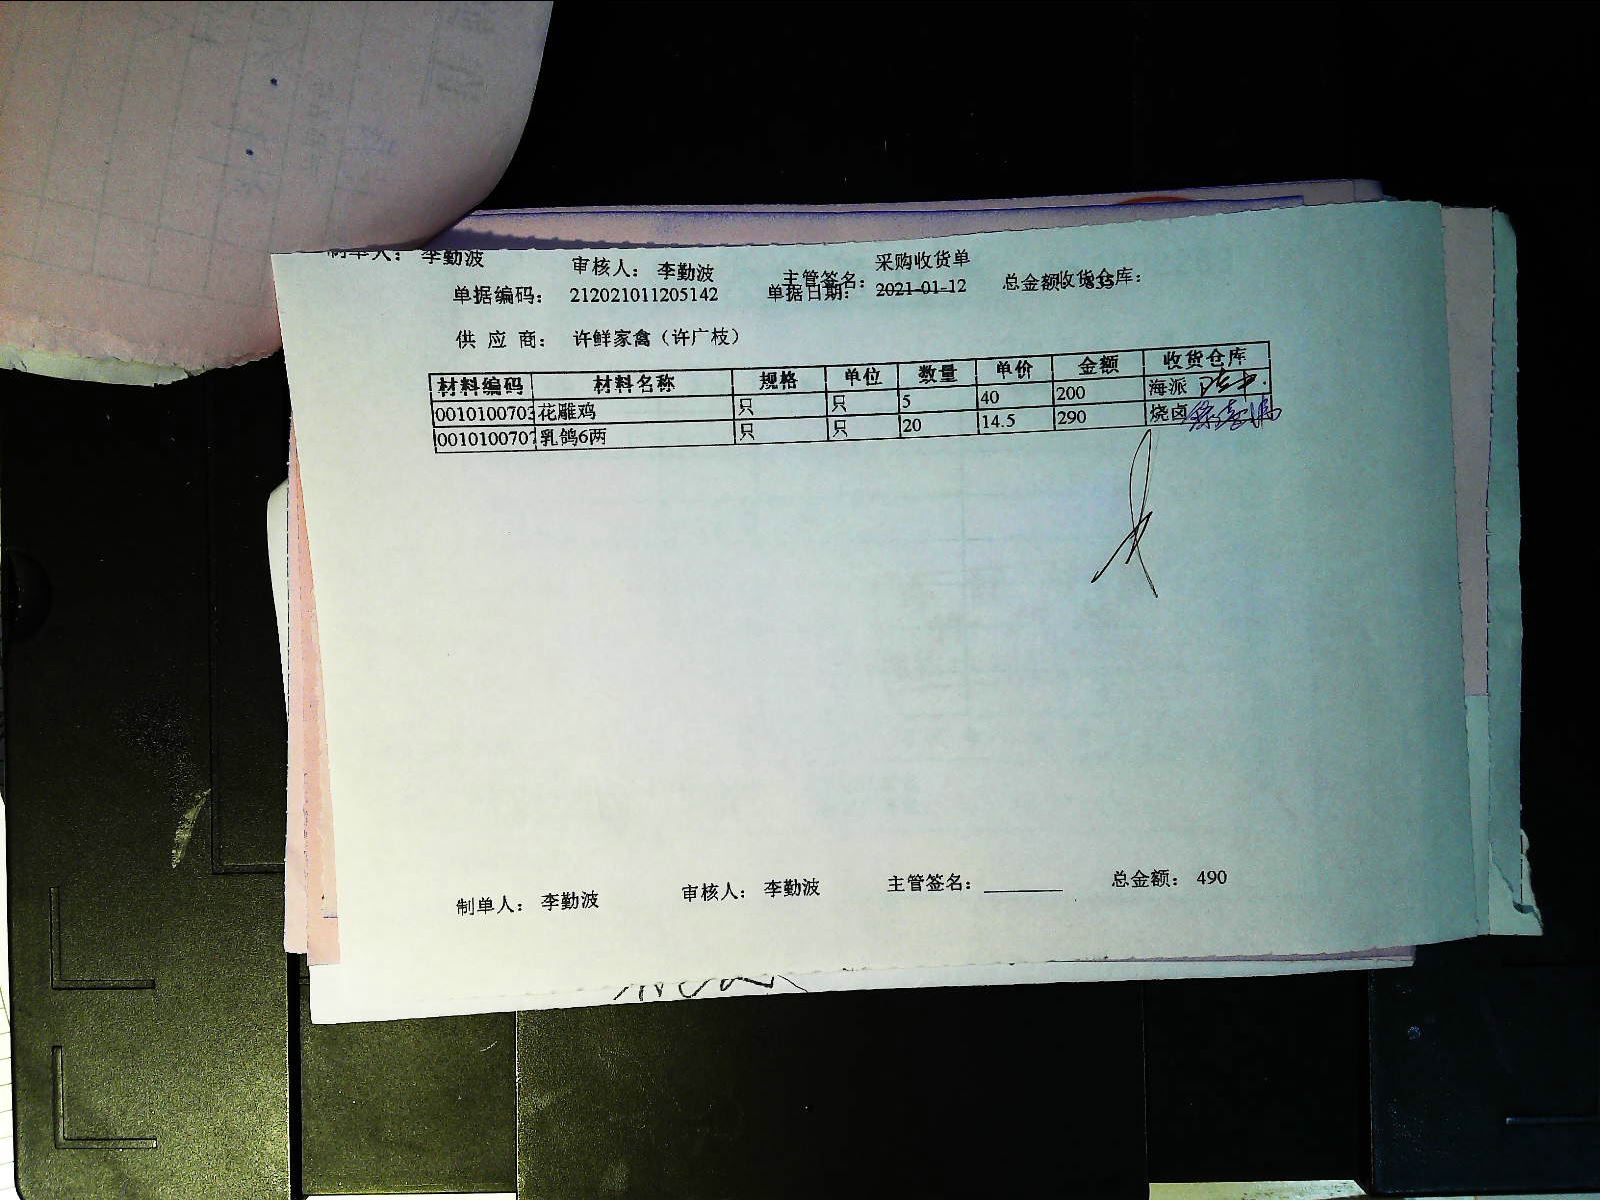 制单人： 李勤波 审核人： 李勤波 主管签名： 总金额： 835
采购收货单
单据编码： 212021011205142 单据日期： 2021-01-12 收货仓库：
供 应 商： 许鲜家禽（许广枝）
材料编码 材料名称 规格 单位 数量 单价 金额 收货仓库
0010100703 花雕鸡 只 只 5 40 200 海派
0010100707 乳鸽6两 只 只 20 14.5 290 烧卤
制单人： 李勤波 审核人： 李勤波 主管签名： 总金额： 490